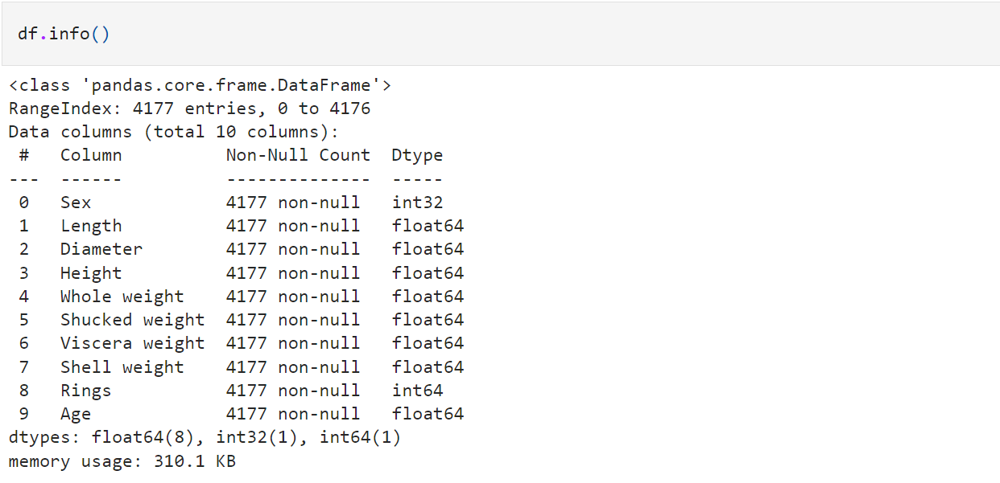 df.info()
<class 'pandas.core.frame.DataFrame'>
RangeIndex: 4177 entries, 0 to 4176
Data columns (total 10 columns):
 #   Column          Non-Null Count  Dtype
---  ------          --------------  -----
 0   Sex             4177 non-null   int32
 1   Length          4177 non-null   float64
 2   Diameter        4177 non-null   float64
 3   Height          4177 non-null   float64
 4   Whole weight    4177 non-null   float64
 5   Shucked weight  4177 non-null   float64
 6   Viscera weight  4177 non-null   float64
 7   Shell weight    4177 non-null   float64
 8   Rings           4177 non-null   int64
 9   Age             4177 non-null   float64
dtypes: float64(8), int32(1), int64(1)
memory usage: 310.1 KB